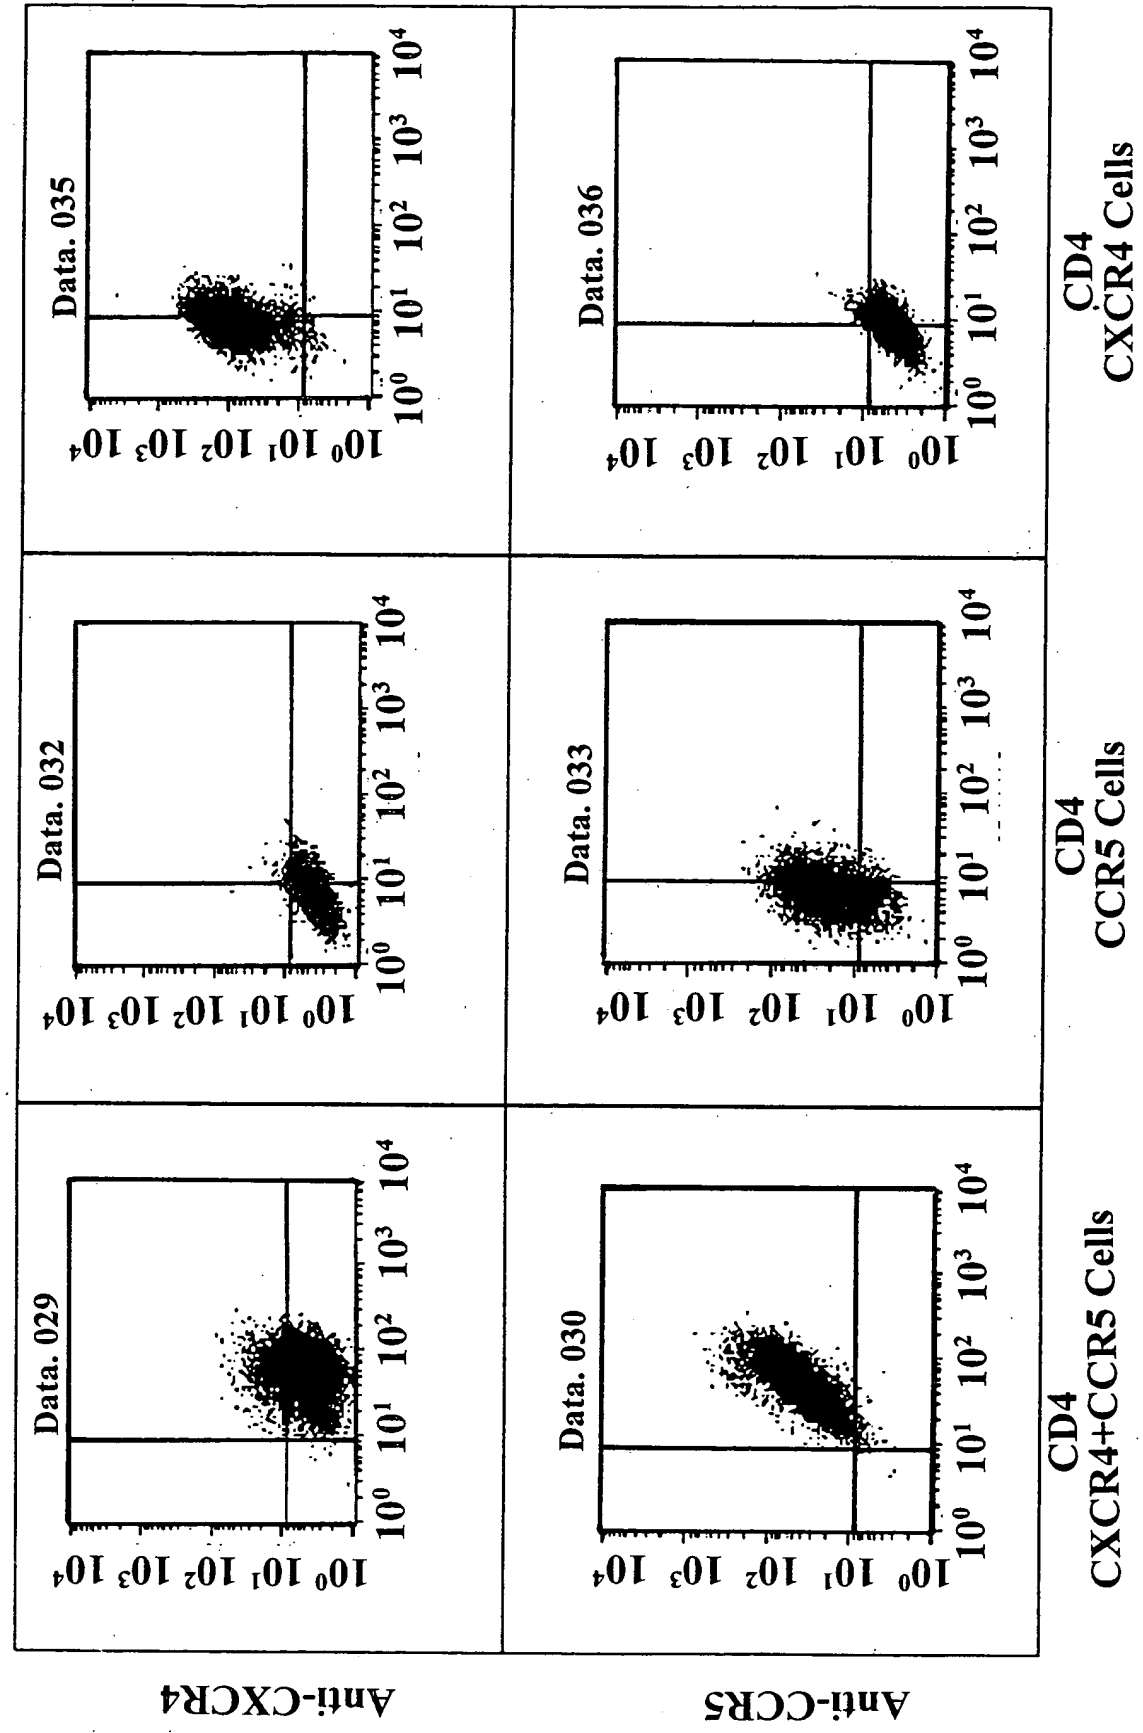 Anti-CXCR4
Data. 029
10⁴ 10³ 10² 10¹ 10⁰
10⁰ 10¹ 10² 10³ 10⁴
Data. 032
10⁴ 10³ 10² 10¹ 10⁰
10⁰ 10¹ 10² 10³ 10⁴
Data. 035
10⁴ 10³ 10² 10¹ 10⁰
10⁰ 10¹ 10² 10³ 10⁴
Anti-CCR5
Data. 030
10⁴ 10³ 10² 10¹ 10⁰
10⁰ 10¹ 10² 10³ 10⁴
Data. 033
10⁴ 10³ 10² 10¹ 10⁰
10⁰ 10¹ 10² 10³ 10⁴
Data. 036
10⁴ 10³ 10² 10¹ 10⁰
10⁰ 10¹ 10² 10³ 10⁴
CD4
CXCR4+CCR5 Cells
CD4
CCR5 Cells
CD4
CXCR4 Cells